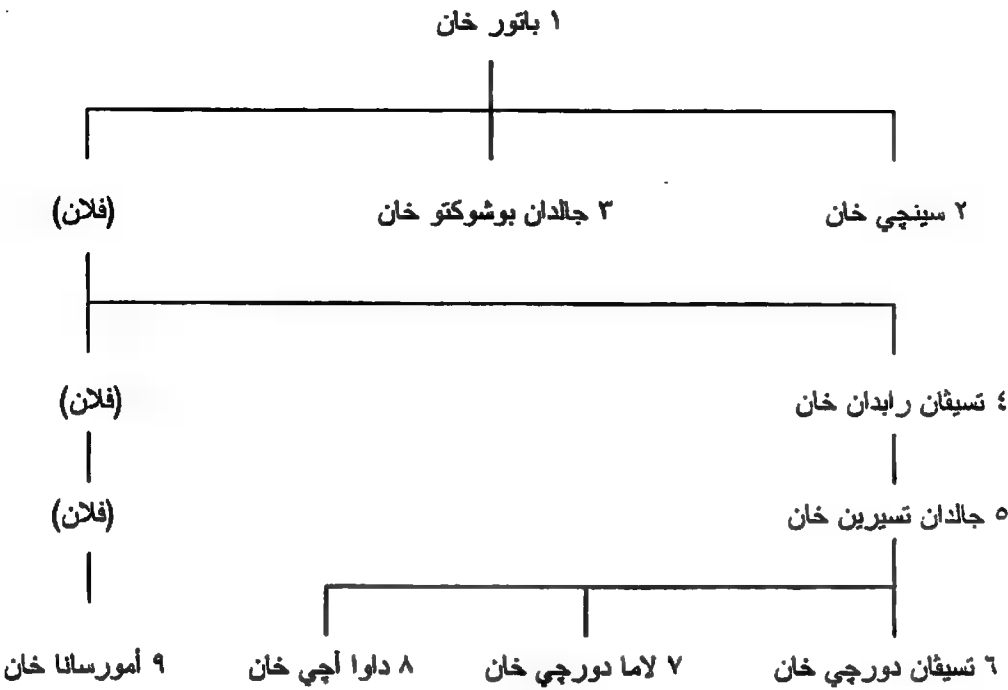 ١ باتور خان
٢ سينچي خان ٣ جالدان بوشوكتو خان (فلان)
٤ تسيڤان رابدان خان (فلان)
٥ جالدان تسيرين خان (فلان)
٦ تسيڤان دورچي خان ٧ لاما دورچي خان ٨ داوا أچي خان ٩ أمورسانا خان